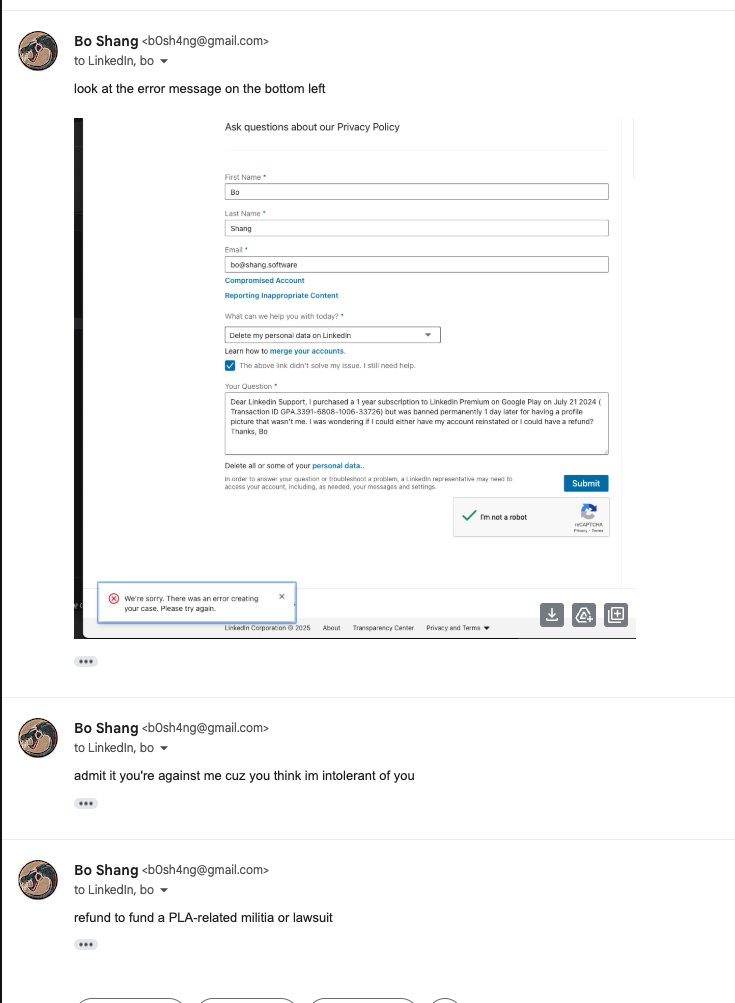 Bo Shang <b0sh4ng@gmail.com>
to LinkedIn, bo
look at the error message on the bottom left
Ask questions about our Privacy Policy
First Name *
Bo
Last Name *
Shang
Email *
bo@shang.software
Compromised Account
Reporting Inappropriate Content
What can we help you with today? *
Delete my personal data on LinkedIn
Learn how to merge your accounts.
The above link didn't solve my issue. I still need help.
Your Question *
Dear LinkedIn Support, I purchased a 1 year subscription to LinkedIn Premium on Google Play on July 21 2024 (
Transaction ID GPA.3391-6808-1006-33726) but was banned permanently 1 day later for having a profile
picture that wasn't me. I was wondering if I could either have my account reinstated or I could have a refund?
Thanks, Bo
Delete all or some of your personal data..
In order to answer your question or troubleshoot a problem, a LinkedIn representative may need to
access your account, including, as needed, your messages and settings.
Submit
I'm not a robot
reCAPTCHA
Privacy - Terms
We're sorry. There was an error creating
your case. Please try again.
LinkedIn Corporation © 2025 About Transparency Center Privacy and Terms
Bo Shang <b0sh4ng@gmail.com>
to LinkedIn, bo
admit it you're against me cuz you think im intolerant of you
Bo Shang <b0sh4ng@gmail.com>
to LinkedIn, bo
refund to fund a PLA-related militia or lawsuit